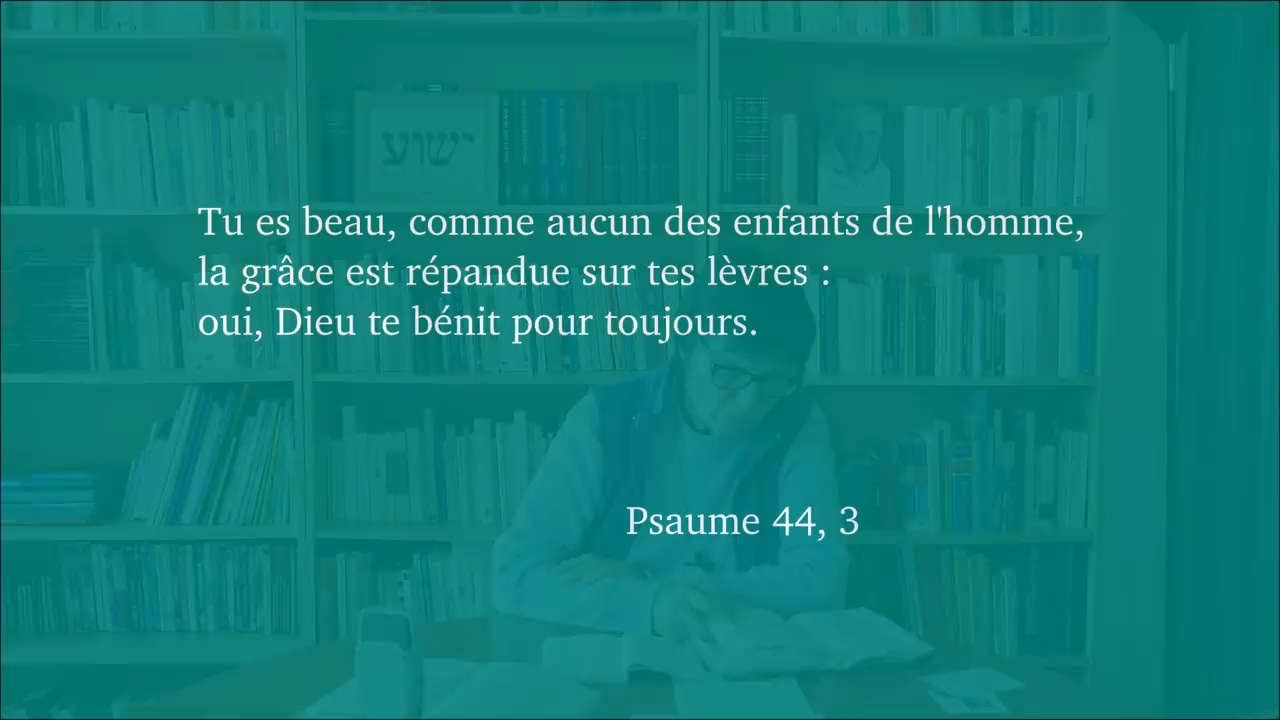 ישוע
Tu es beau, comme aucun des enfants de l'homme,
la grâce est répandue sur tes lèvres :
oui, Dieu te bénit pour toujours.
Psaume 44, 3